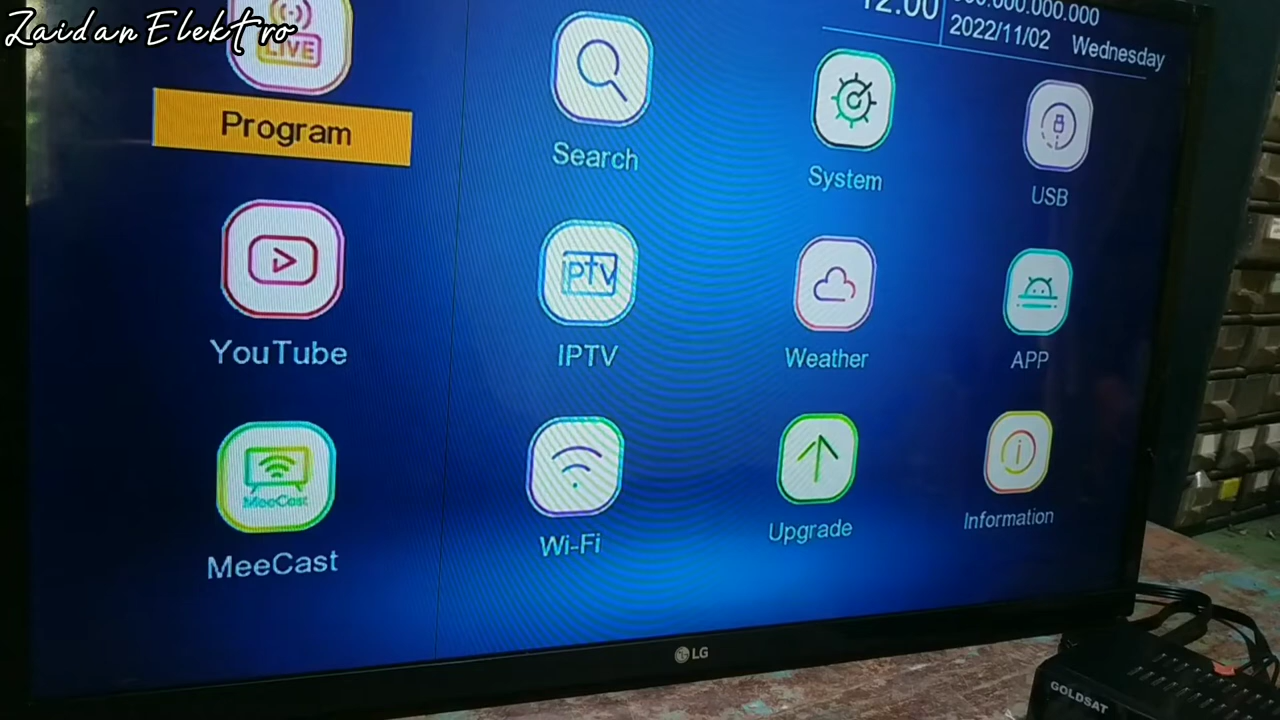 Zaidan Elektro
12:00
000.000.000.000
2022/11/02 Wednesday
LIVE
Program
Search
System
USB
YouTube
IPTV
IPTV
Weather
APP
MeeCast
MeeCast
Wi-Fi
Upgrade
Information
LG
GOLDSAT